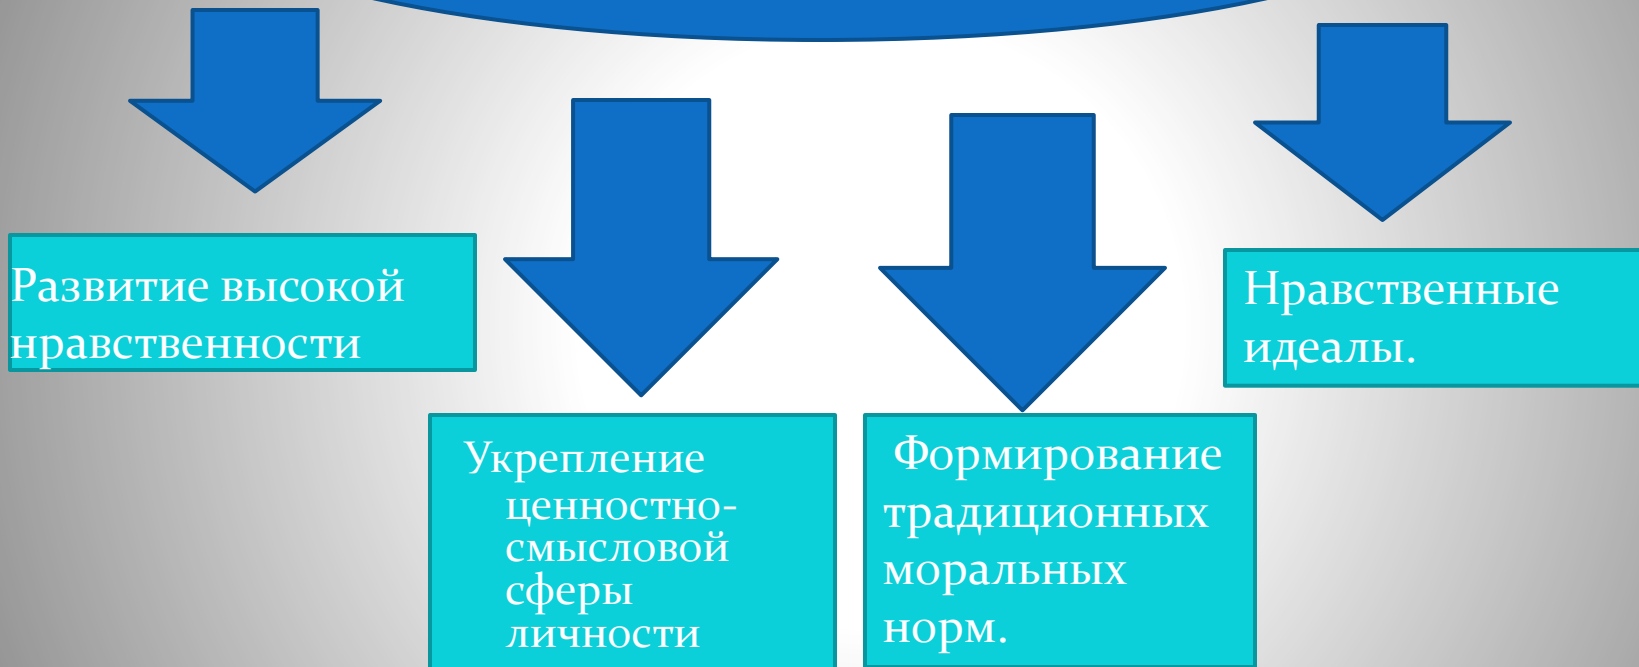 Развитие высокой
нравственности
Укрепление
ценностно-
смысловой
сферы
личности
Формирование
традиционных
моральных
норм.
Нравственные
идеалы.